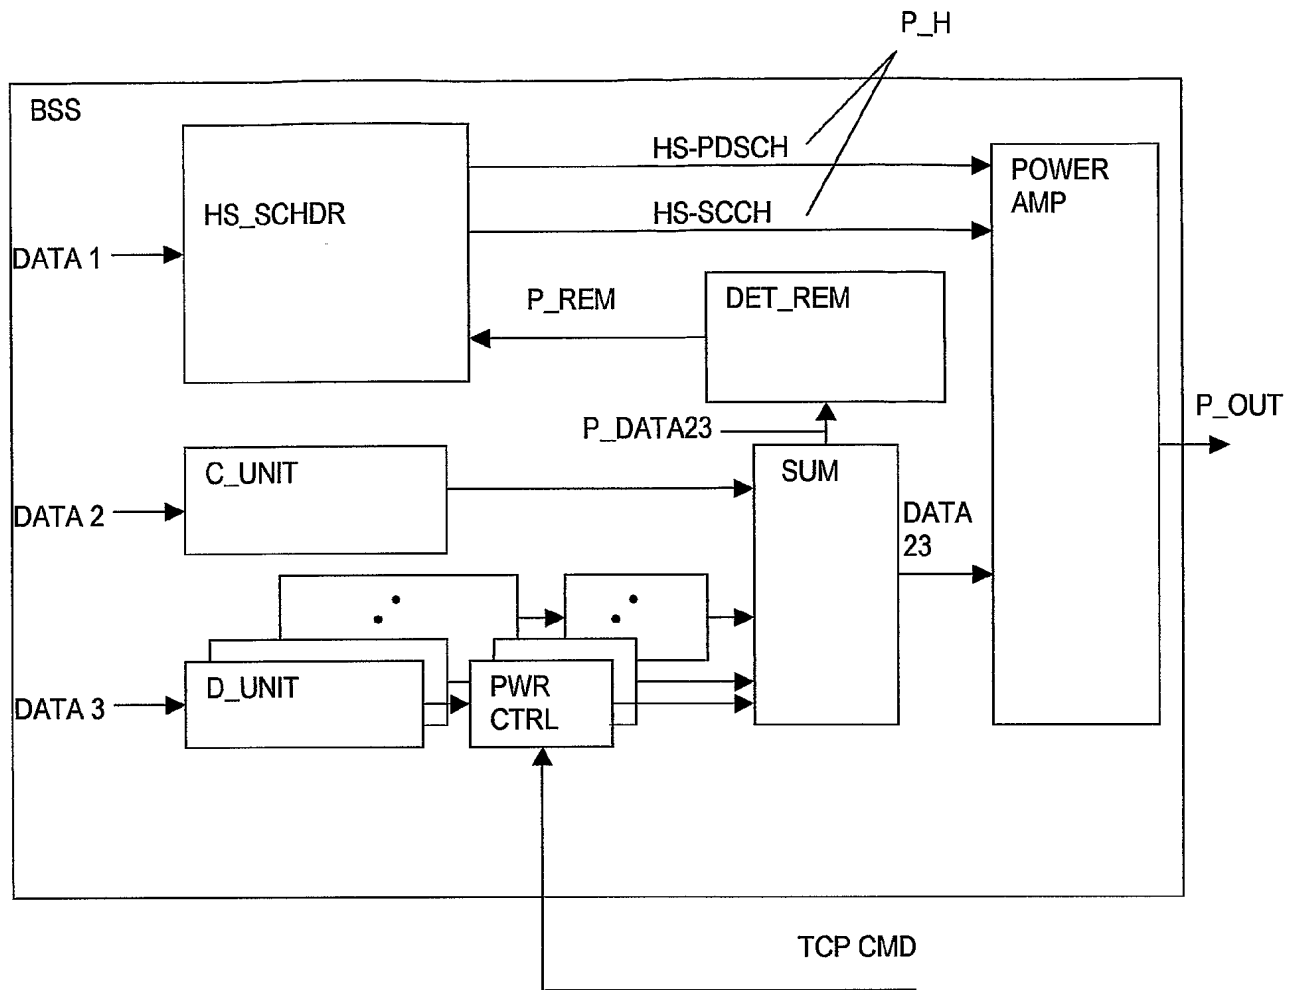 P_H
BSS
HS-PDSCH
POWER
AMP
HS_SCHDR
HS-SCCH
DATA 1
P_REM
DET_REM
P_OUT
P_DATA23
C_UNIT
SUM
DATA 2
DATA
23
D_UNIT
PWR
CTRL
DATA 3
TCP CMD